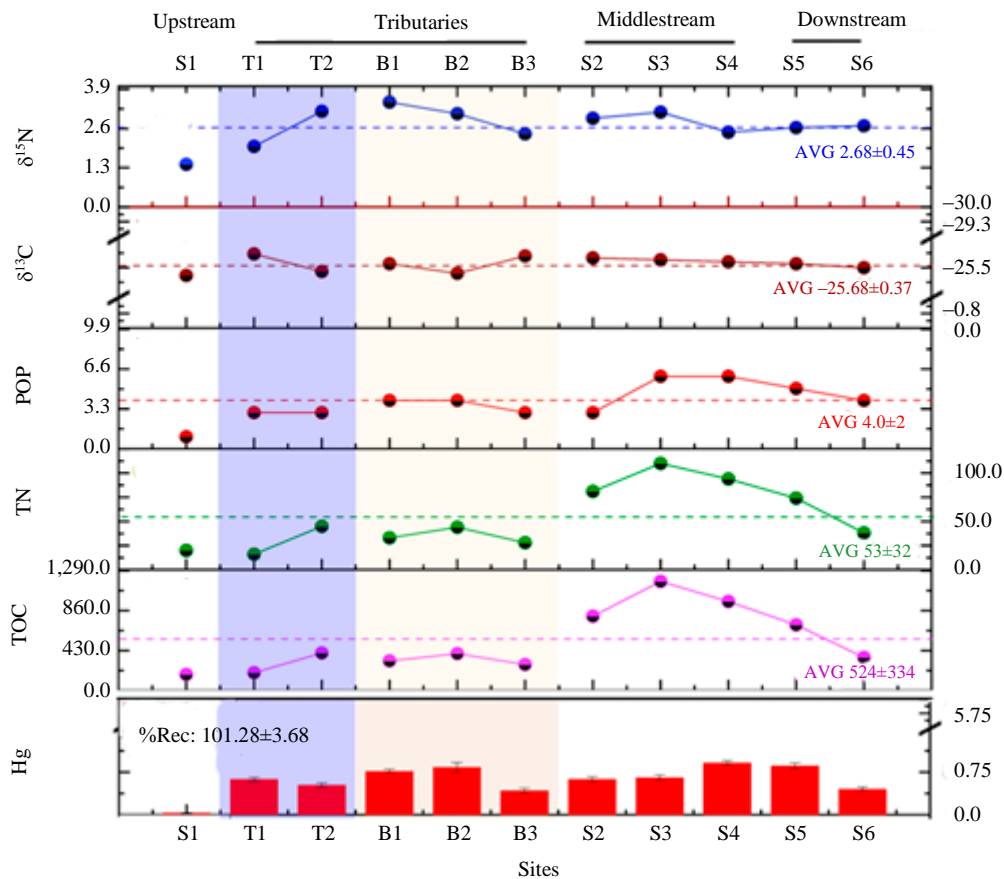 Upstream Tributaries Middlestream Downstream
S1 T1 T2 B1 B2 B3 S2 S3 S4 S5 S6
3.9
2.6
1.3
0.0
δ¹⁵N
AVG 2.68±0.45
–30.0
–29.3
–25.5
–0.8
0.0
δ¹³C
AVG –25.68±0.37
9.9
6.6
3.3
0.0
POP
AVG 4.0±2
TN
100.0
50.0
0.0
AVG 53±32
1,290.0
860.0
430.0
0.0
TOC
AVG 524±334
Hg
%Rec: 101.28±3.68
5.75
0.75
0.0
S1 T1 T2 B1 B2 B3 S2 S3 S4 S5 S6
Sites